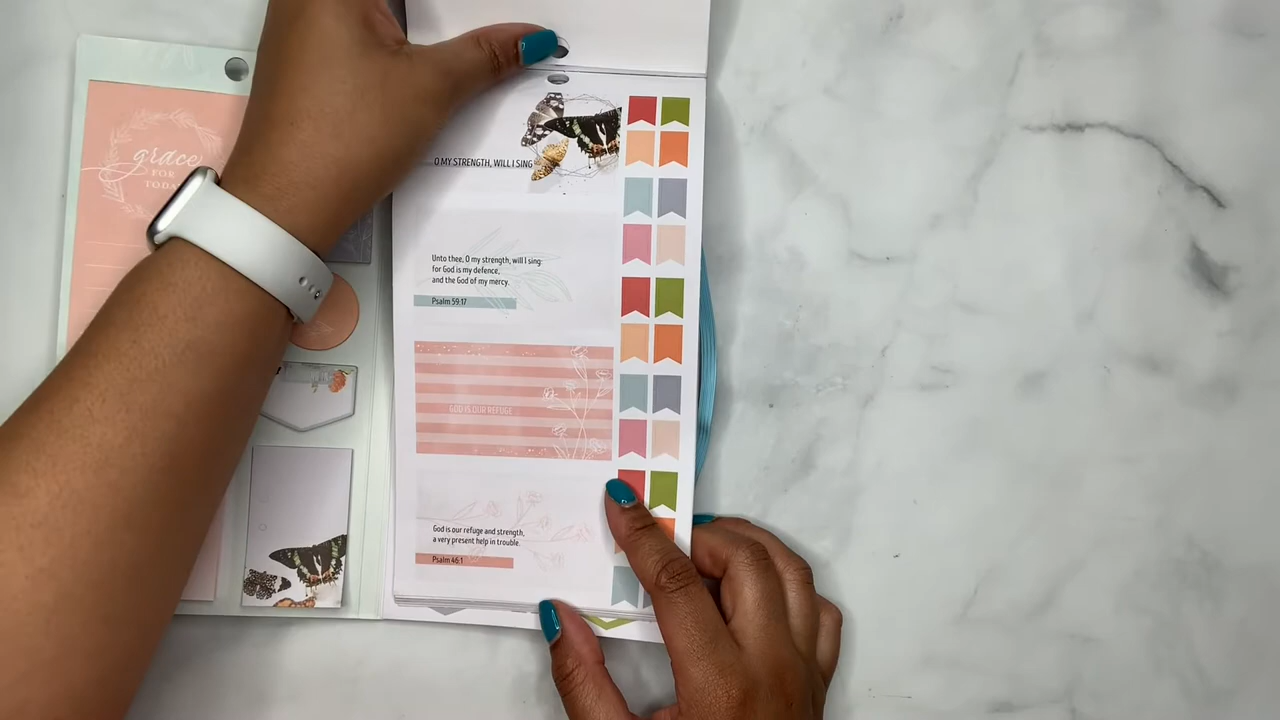 grace
FOR
TODAY
O MY STRENGTH, WILL I SING
Unto thee, O my strength, will I sing:
for God is my defence,
and the God of my mercy.
Psalm 59:17
GOD IS OUR REFUGE
God is our refuge and strength,
a very present help in trouble.
Psalm 46:1